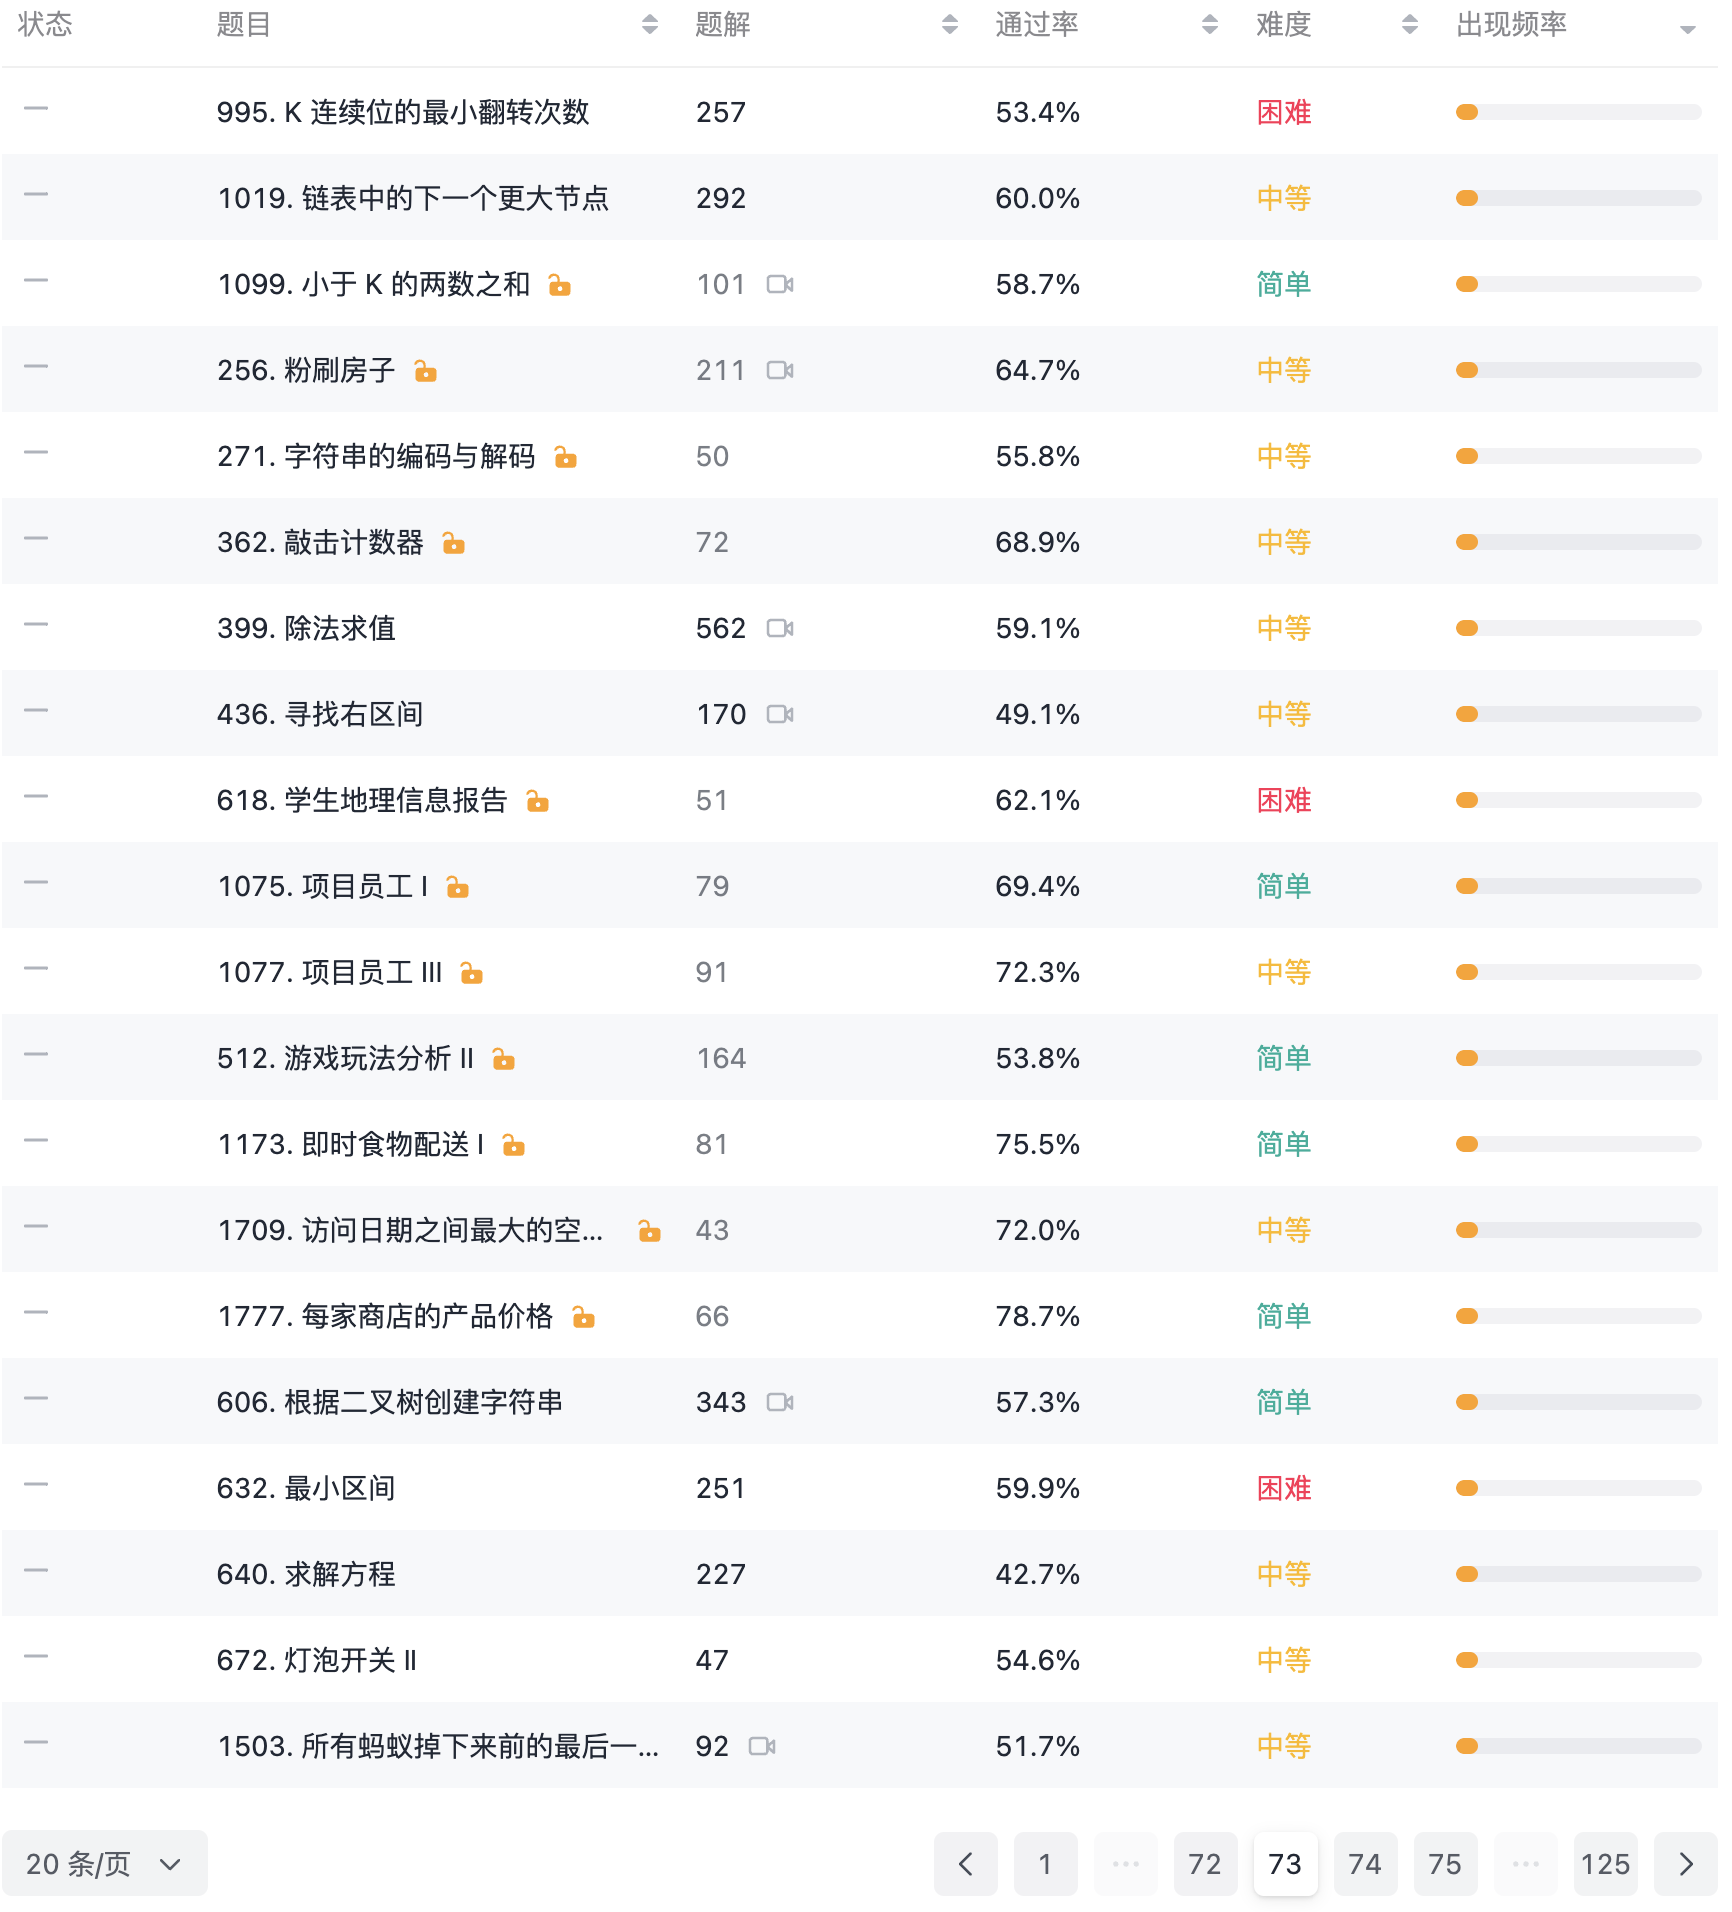 状态 题目 题解 通过率 难度 出现频率
995. K 连续位的最小翻转次数 257 53.4% 困难
1019. 链表中的下一个更大节点 292 60.0% 中等
1099. 小于 K 的两数之和 101 58.7% 简单
256. 粉刷房子 211 64.7% 中等
271. 字符串的编码与解码 50 55.8% 中等
362. 敲击计数器 72 68.9% 中等
399. 除法求值 562 59.1% 中等
436. 寻找右区间 170 49.1% 中等
618. 学生地理信息报告 51 62.1% 困难
1075. 项目员工 I 79 69.4% 简单
1077. 项目员工 III 91 72.3% 中等
512. 游戏玩法分析 II 164 53.8% 简单
1173. 即时食物配送 I 81 75.5% 简单
1709. 访问日期之间最大的空... 43 72.0% 中等
1777. 每家商店的产品价格 66 78.7% 简单
606. 根据二叉树创建字符串 343 57.3% 简单
632. 最小区间 251 59.9% 困难
640. 求解方程 227 42.7% 中等
672. 灯泡开关 II 47 54.6% 中等
1503. 所有蚂蚁掉下来前的最后一... 92 51.7% 中等
20 条/页 1 ... 72 73 74 75 ... 125